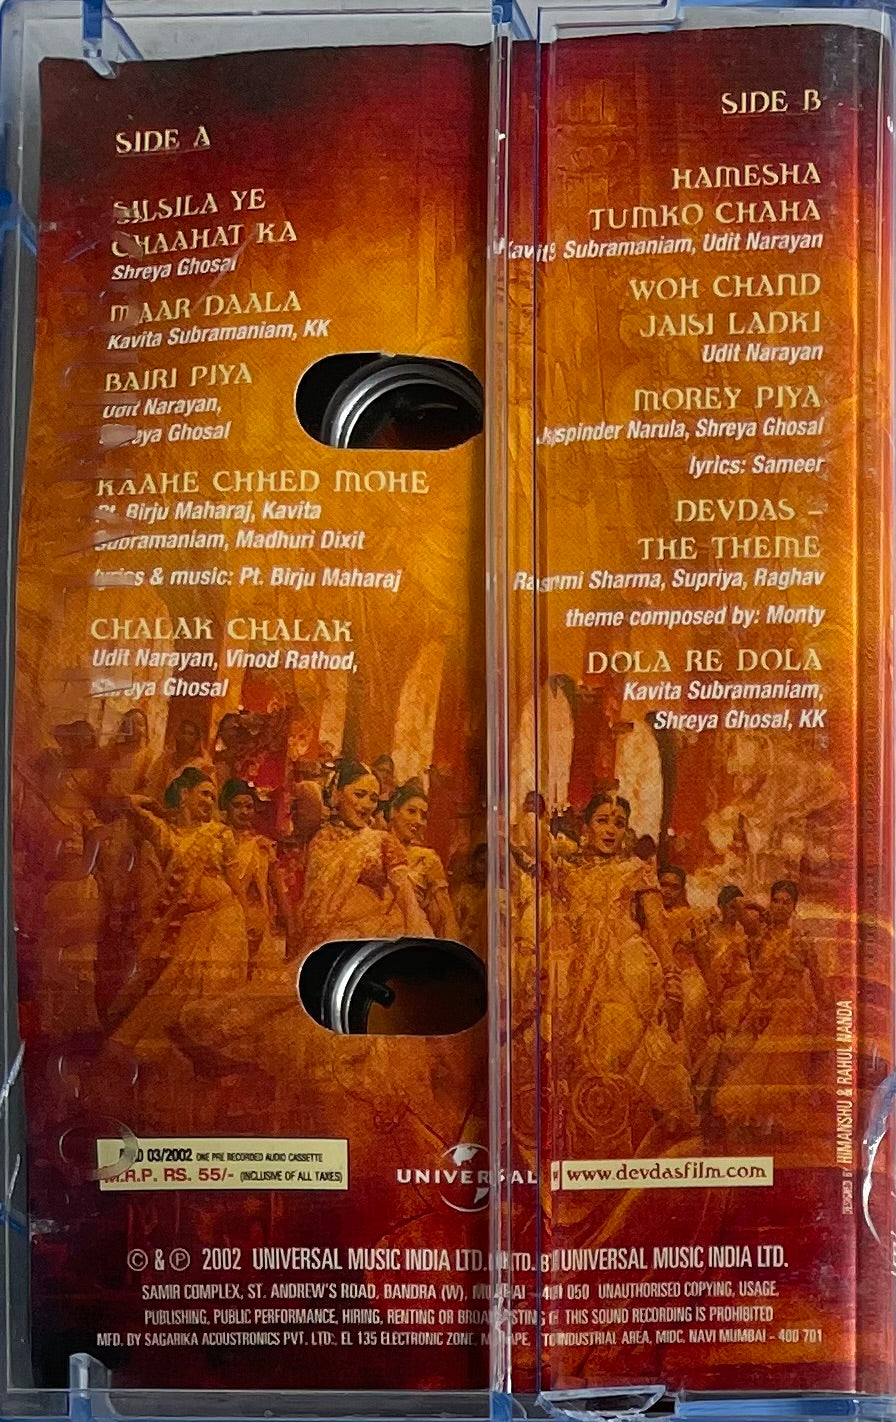 SIDE A
SILSILA YE
CHAAHAT KA
Shreya Ghosal
MAAR DAALA
Kavita Subramaniam, KK
BAIRI PIYA
Udit Narayan,
Shreya Ghosal
KAAHE CHHED MOHE
Pt. Birju Maharaj, Kavita
Subramaniam, Madhuri Dixit
lyrics & music: Pt. Birju Maharaj
CHALAK CHALAK
Udit Narayan, Vinod Rathod,
Shreya Ghosal
SIDE B
HAMESHA
TUMKO CHAHA
Kavita Subramaniam, Udit Narayan
WOH CHAND
JAISI LADKI
Udit Narayan
MOREY PIYA
Jaspinder Narula, Shreya Ghosal
lyrics: Sameer
DEVDAS –
THE THEME
Rashmi Sharma, Supriya, Raghav
theme composed by: Monty
DOLA RE DOLA
Kavita Subramaniam,
Shreya Ghosal, KK
DESIGNED BY HIMANSHU & RAHUL NANDA
03/2002 ONE PRE RECORDED AUDIO CASSETTE
M.R.P. RS. 55/- (INCLUSIVE OF ALL TAXES)
UNIVERSAL
www.devdasfilm.com
© & ℗ 2002 UNIVERSAL MUSIC INDIA LTD. UNIVERSAL MUSIC INDIA LTD.
SAMIR COMPLEX, ST. ANDREW'S ROAD, BANDRA (W), 050 UNAUTHORISED COPYING, USAGE,
PUBLISHING, PUBLIC PERFORMANCE, HIRING, RENTING OR BROADCASTING THIS SOUND RECORDING IS PROHIBITED
MFD. BY SAGARIKA ACOUSTRONICS PVT. LTD., EL 135 ELECTRONIC ZONE, INDUSTRIAL AREA, MIDC, NAVI MUMBAI - 400 701